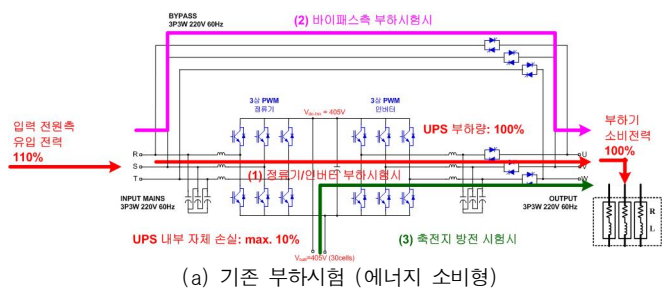 BYPASS
3P3W 220V 60Hz
(2) 바이패스측 부하시험시
3상 PWM
정류기
V = 405V
3상 PWM
인버터
입력 전원측
유입 전력
110%
UPS 부하량: 100%
부하기
소비전력
100%
R
S
T
U
V
W
(1) 정류기/인버터 부하시험시
INPUT MAINS
3P3W 220V 60Hz
OUTPUT
3P3W 220V 60Hz
UPS 내부 자체 손실: max. 10%
(3) 축전지 방전 시험시
=405V (30cells)
R
L
(a) 기존 부하시험 (에너지 소비형)